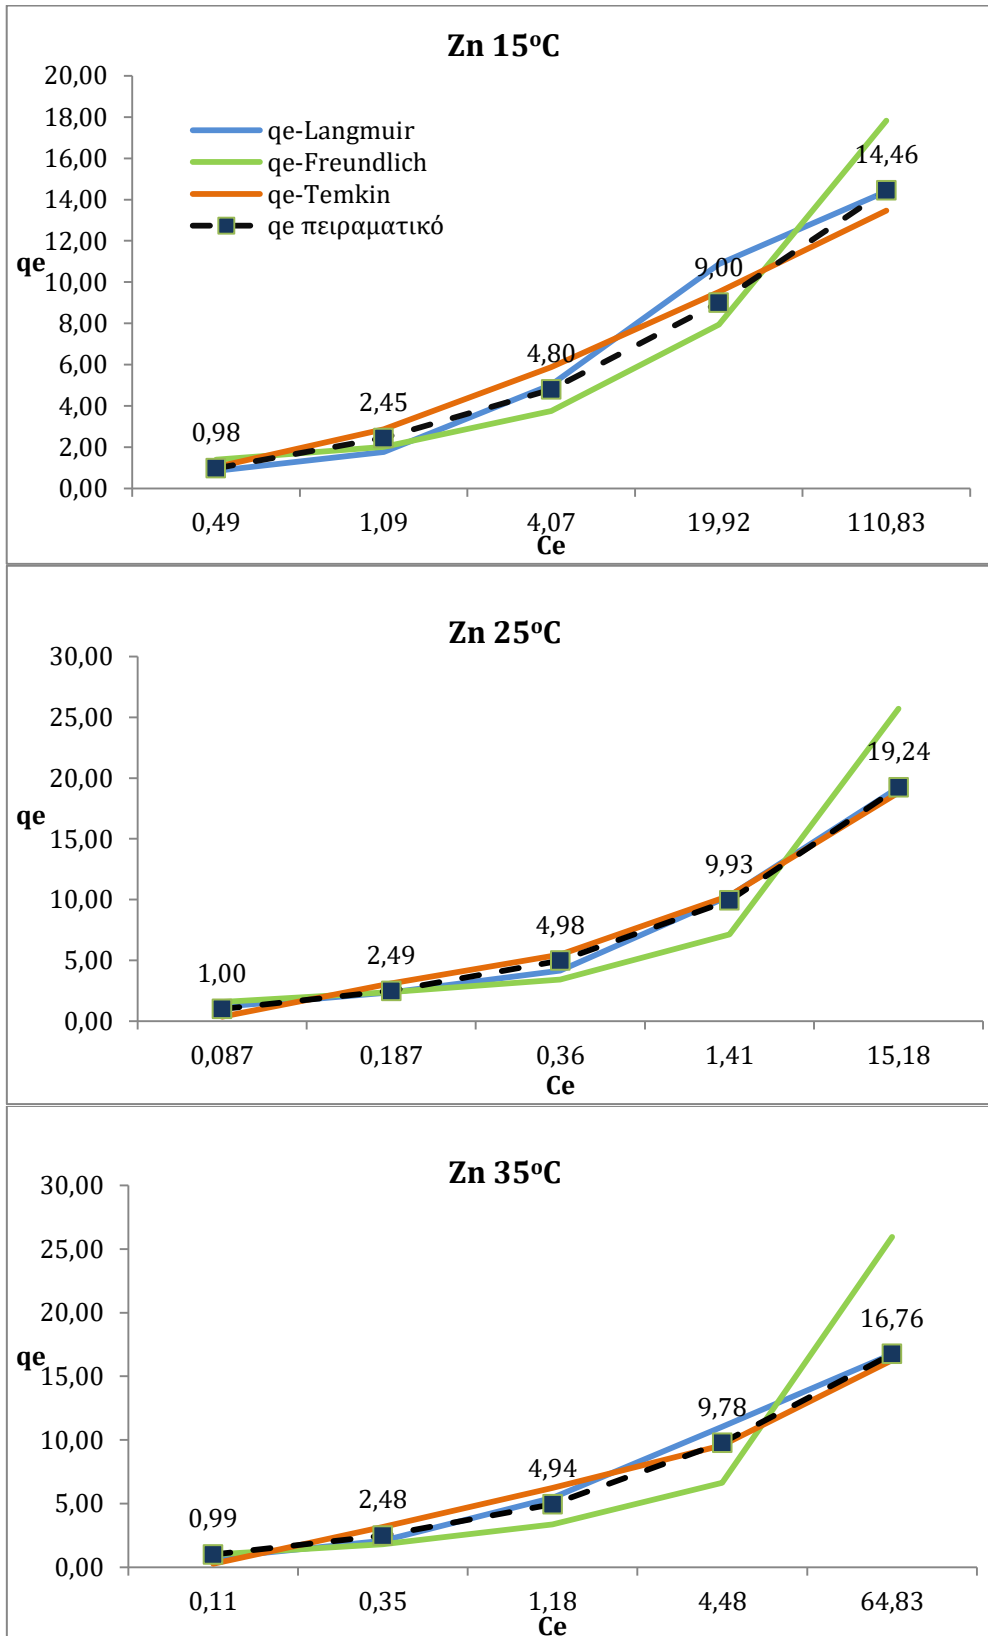 Zn 15ºC
20,00
18,00
16,00
14,00
12,00
10,00
8,00
6,00
4,00
2,00
0,00
qe
qe-Langmuir
qe-Freundlich
qe-Temkin
qe πειραματικό
0,98
2,45
4,80
9,00
14,46
0,49 1,09 4,07 19,92 110,83
Ce
Zn 25ºC
30,00
25,00
20,00
15,00
10,00
5,00
0,00
qe
1,00
2,49
4,98
9,93
19,24
0,087 0,187 0,36 1,41 15,18
Ce
Zn 35ºC
30,00
25,00
20,00
15,00
10,00
5,00
0,00
qe
0,99
2,48
4,94
9,78
16,76
0,11 0,35 1,18 4,48 64,83
Ce